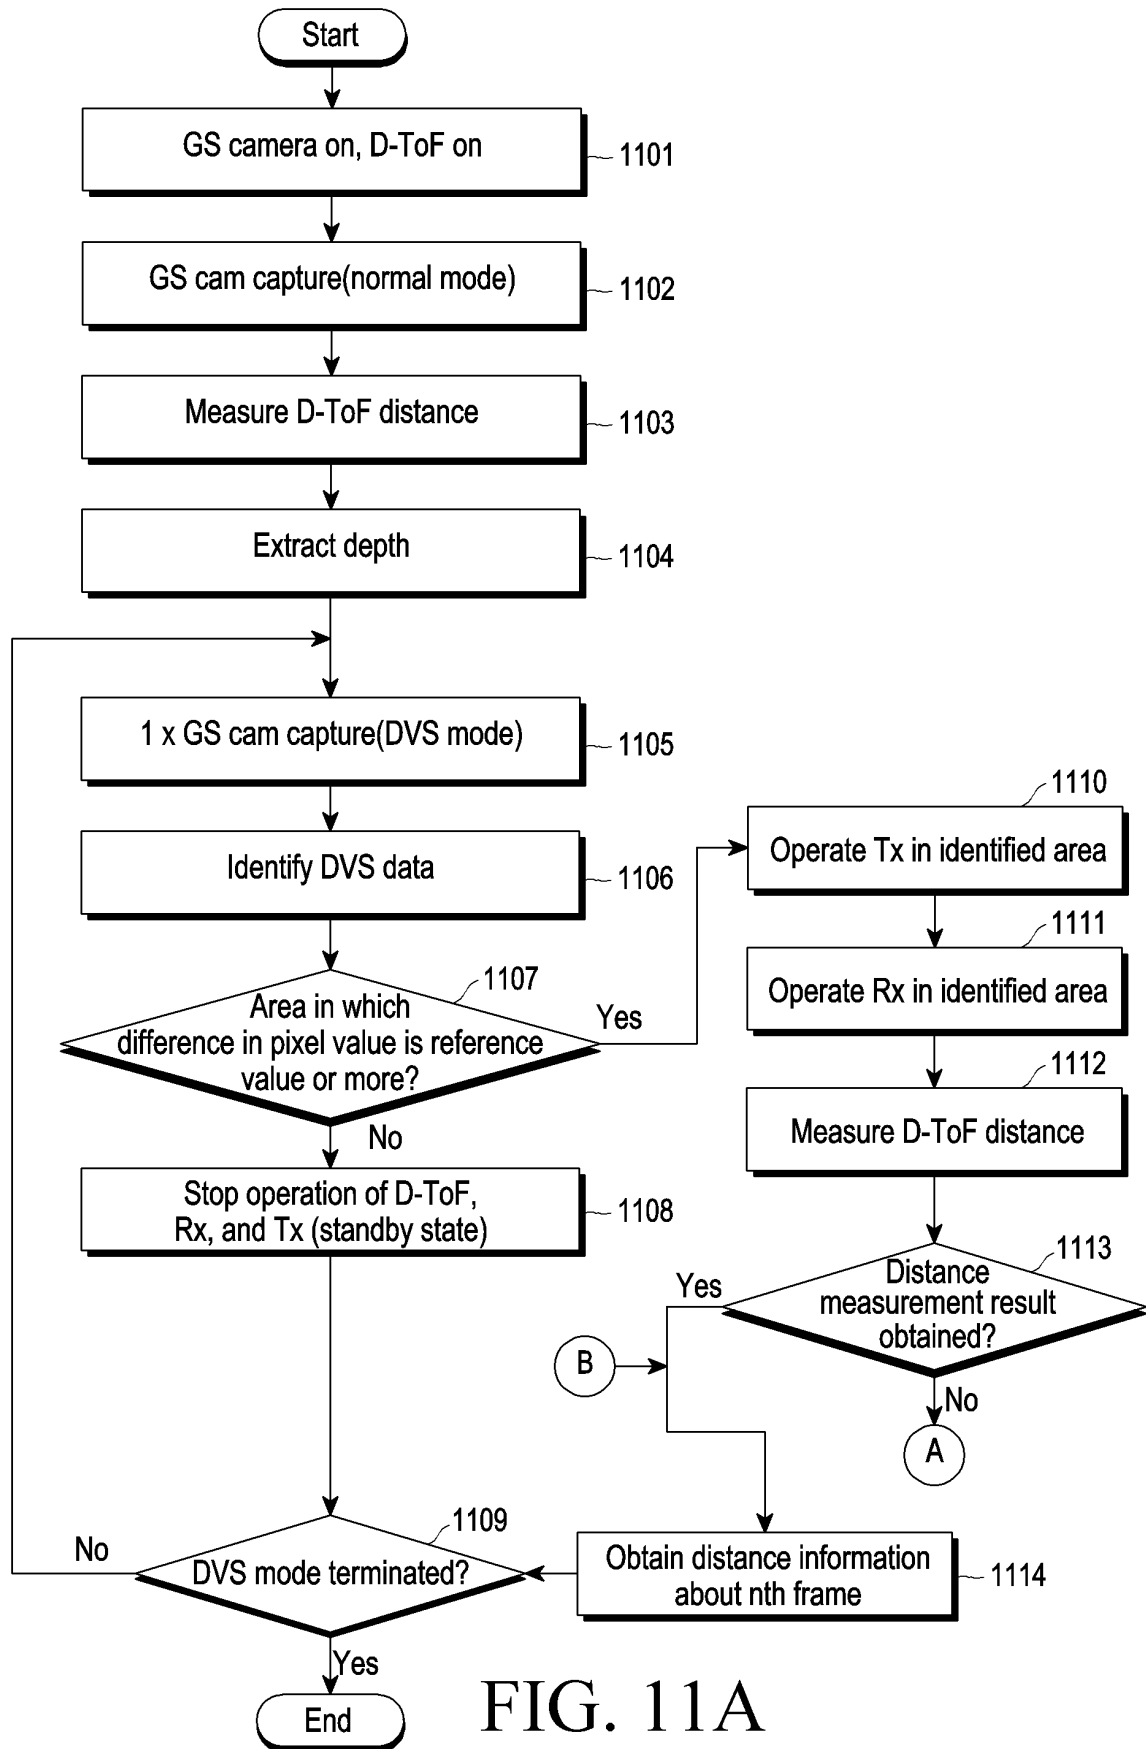 Start
GS camera on, D-ToF on
1101
GS cam capture(normal mode)
1102
Measure D-ToF distance
1103
Extract depth
1104
1 x GS cam capture(DVS mode)
1105
Identify DVS data
1106
1107
Area in which
difference in pixel value is reference
value or more?
Yes
No
Stop operation of D-ToF,
Rx, and Tx (standby state)
1108
1110
Operate Tx in identified area
1111
Operate Rx in identified area
1112
Measure D-ToF distance
1113
Distance
measurement result
obtained?
Yes
No
B
A
1109
DVS mode terminated?
No
Yes
Obtain distance information
about nth frame
1114
End
FIG. 11A